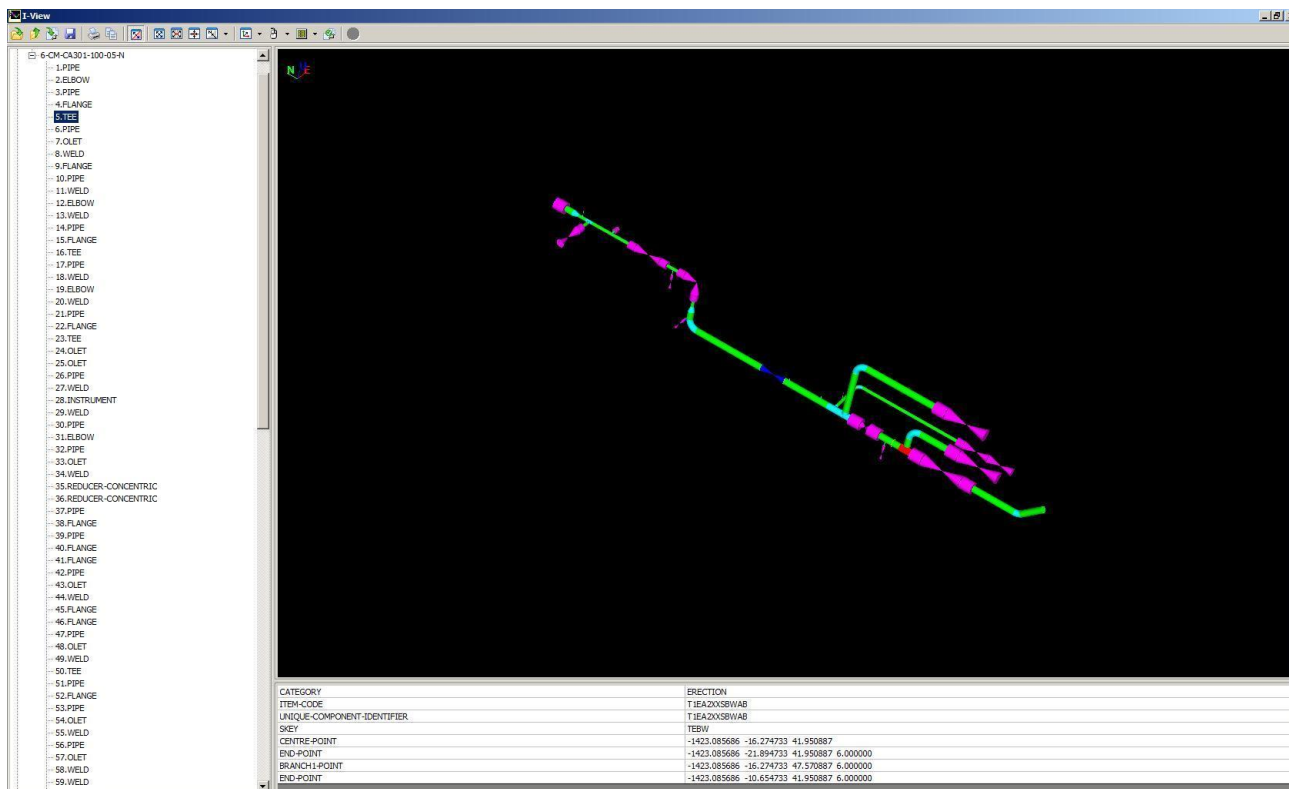 I-View
6-CM-CA301-100-05-N
1.PIPE
2.ELBOW
3.PIPE
4.FLANGE
5.TEE
6.PIPE
7.OLET
8.WELD
9.FLANGE
10.PIPE
11.WELD
12.ELBOW
13.WELD
14.PIPE
15.FLANGE
16.TEE
17.PIPE
18.WELD
19.ELBOW
20.WELD
21.PIPE
22.FLANGE
23.TEE
24.OLET
25.OLET
26.PIPE
27.WELD
28.INSTRUMENT
29.WELD
30.PIPE
31.ELBOW
32.PIPE
33.OLET
34.WELD
35.REDUCER-CONCENTRIC
36.REDUCER-CONCENTRIC
37.PIPE
38.FLANGE
39.PIPE
40.FLANGE
41.FLANGE
42.PIPE
43.OLET
44.WELD
45.FLANGE
46.FLANGE
47.PIPE
48.OLET
49.WELD
50.TEE
51.PIPE
52.FLANGE
53.PIPE
54.OLET
55.WELD
56.PIPE
57.OLET
58.WELD
59.WELD
N E
CATEGORY ERECTION
ITEM-CODE T1EA2XXSBWAB
UNIQUE-COMPONENT-IDENTIFIER T1EA2XXSBWAB
SKEY TEBW
CENTRE-POINT -1423.085686 -16.274733 41.950887
END-POINT -1423.085686 -21.894733 41.950887 6.000000
BRANCH1-POINT -1423.085686 -16.274733 47.570887 6.000000
END-POINT -1423.085686 -10.654733 41.950887 6.000000